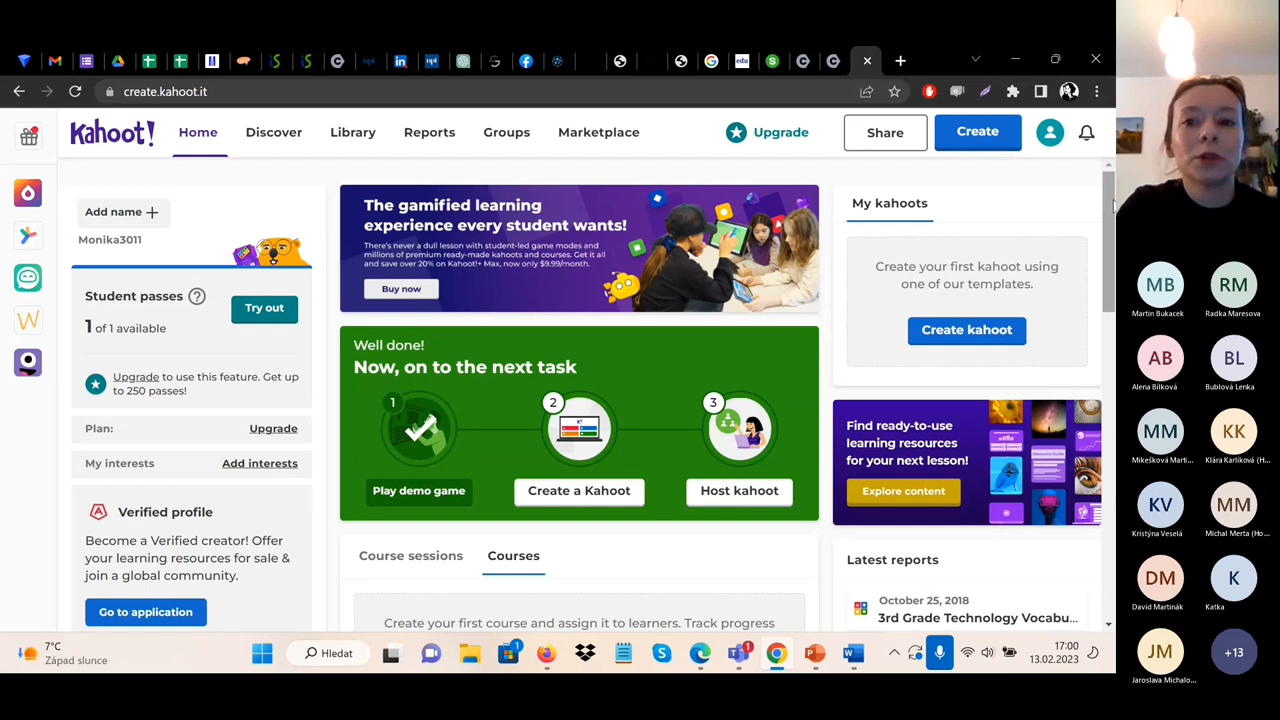 create.kahoot.it
Kahoot!
Home
Discover
Library
Reports
Groups
Marketplace
Upgrade
Share
Create
Add name +
Monika3011
Student passes ?
1 of 1 available
Try out
Upgrade to use this feature. Get up
to 250 passes!
Plan:
Upgrade
My interests
Add interests
Verified profile
Become a Verified creator! Offer
your learning resources for sale &
join a global community.
Go to application
The gamified learning
experience every student wants!
There's never a dull lesson with student-led game modes and
millions of premium ready-made kahoots and courses. Get it all
and save over 20% on Kahoot!+ Max, now only $9.99/month.
Buy now
Well done!
Now, on to the next task
1
2
3
Play demo game
Create a Kahoot
Host kahoot
Course sessions
Courses
Create your first course and assign it to learners. Track progress
My kahoots
Create your first kahoot using
one of our templates.
Create kahoot
Find ready-to-use
learning resources
for your next lesson!
Explore content
Latest reports
October 25, 2018
3rd Grade Technology Vocabu...
7°C
Západ slunce
Hledat
17:00
13.02.2023
MB
Martin Bukacek
RM
Radka Maresova
AB
Alena Bílková
BL
Bublová Lenka
MM
Mikešková Marti...
KK
Klára Karlíková (H...
KV
Kristýna Veselá
MM
Michal Merta (Ho...
DM
David Martinák
K
Katka
JM
Jaroslava Michalo...
+13